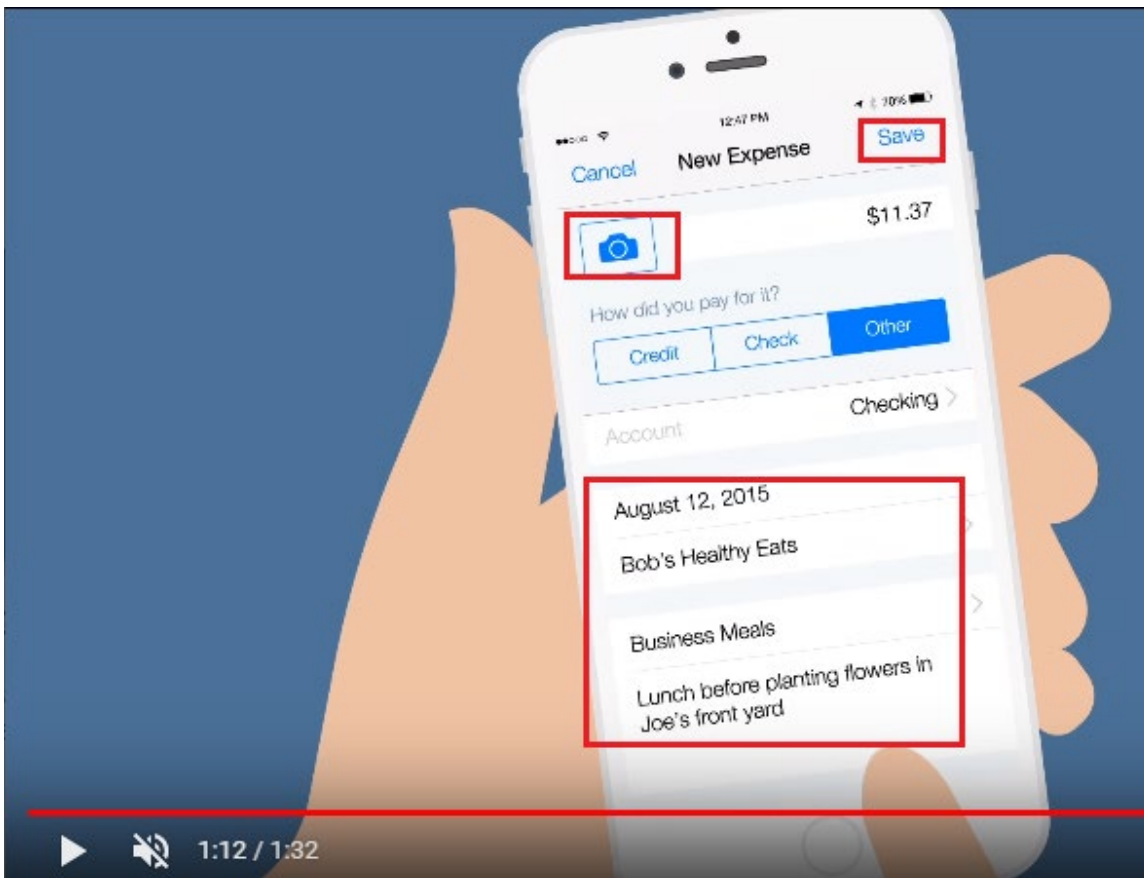 12:47 PM
70%
Cancel
New Expense
Save
$11.37
How did you pay for it?
Credit
Check
Other
Account
Checking
August 12, 2015
Bob's Healthy Eats
Business Meals
Lunch before planting flowers in
Joe's front yard
1:12 / 1:32